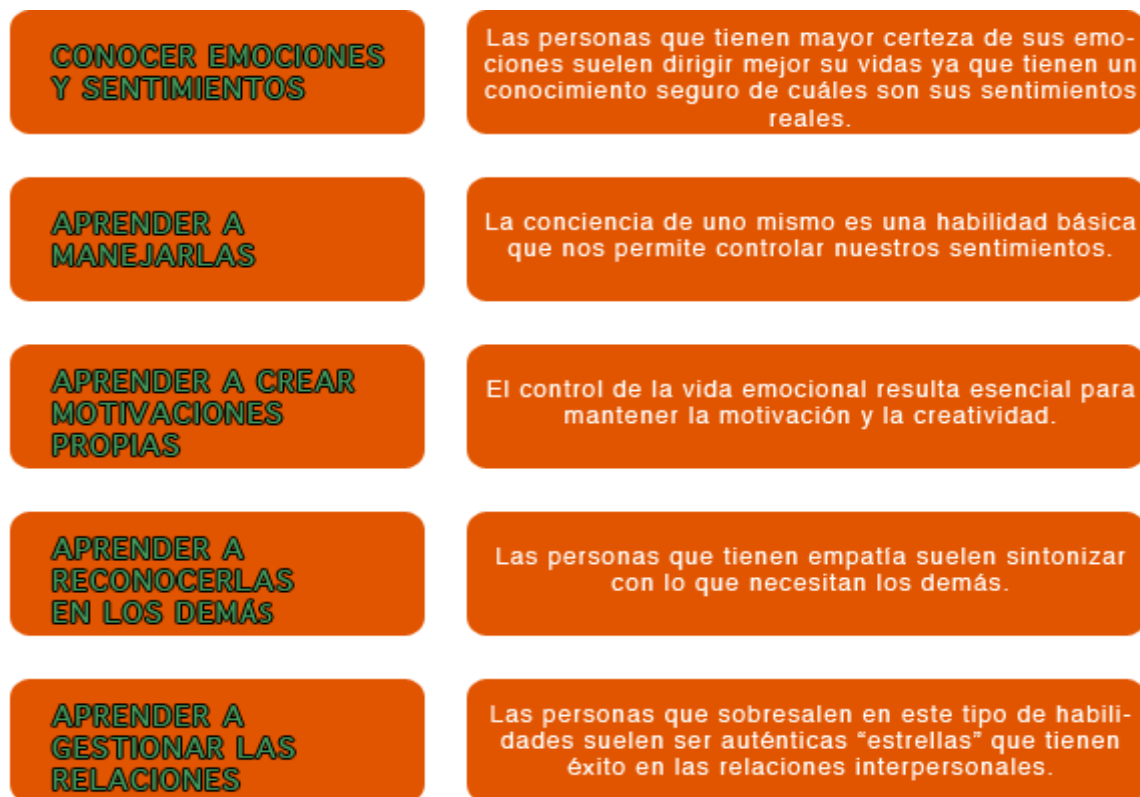 CONOCER EMOCIONES
Y SENTIMIENTOS
Las personas que tienen mayor certeza de sus emo-
ciones suelen dirigir mejor su vidas ya que tienen un
conocimiento seguro de cuáles son sus sentimientos
reales.
APRENDER A
MANEJARLAS
La conciencia de uno mismo es una habilidad básica
que nos permite controlar nuestros sentimientos.
APRENDER A CREAR
MOTIVACIONES
PROPIAS
El control de la vida emocional resulta esencial para
mantener la motivación y la creatividad.
APRENDER A
RECONOCERLAS
EN LOS DEMÁS
Las personas que tienen empatía suelen sintonizar
con lo que necesitan los demás.
APRENDER A
GESTIONAR LAS
RELACIONES
Las personas que sobresalen en este tipo de habili-
dades suelen ser auténticas “estrellas” que tienen
éxito en las relaciones interpersonales.